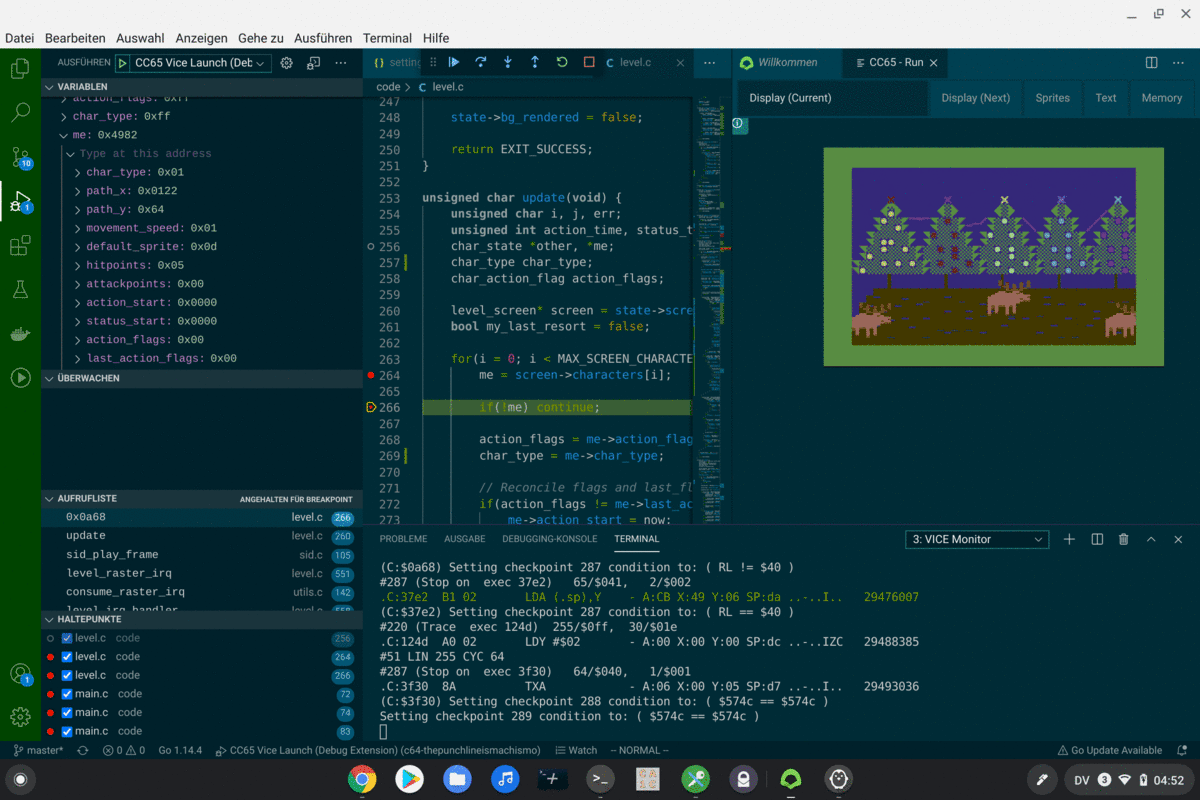 Datei Bearbeiten Auswahl Anzeigen Gehe zu Ausführen Terminal Hilfe
AUSFÜHREN CC65 Vice Launch (Det
VARIABLEN
action_flags: 0xff
char_type: 0xff
me: 0x4982
Type at this address
char_type: 0x01
path_x: 0x0122
path_y: 0x64
movement_speed: 0x01
default_sprite: 0x0d
hitpoints: 0x05
attackpoints: 0x00
action_start: 0x0000
status_start: 0x0000
action_flags: 0x00
last_action_flags: 0x00
ÜBERWACHEN
AUFRUFLISTE ANGEHALTEN FÜR BREAKPOINT
0x0a68 level.c 266
update level.c 260
sid_play_frame sid.c 105
level_raster_irq level.c 551
consume_raster_irq utils.c 142
level_irq_handler level.c 558
HALTEPUNKTE
level.c code 256
level.c code 264
level.c code 266
main.c code 72
main.c code 74
main.c code 83
10
1
1
{} setting C level.c
code > C level.c
247
248 state->bg_rendered = false;
249
250 return EXIT_SUCCESS;
251 }
252
253 unsigned char update(void) {
254 unsigned char i, j, err;
255 unsigned int action_time, status_t
256 char_state *other, *me;
257 char_type char_type;
258 char_action_flag action_flags;
259
260 level_screen* screen = state->scre
261 bool my_last_resort = false;
262
263 for(i = 0; i < MAX_SCREEN_CHARACTE
264 me = screen->characters[i];
265
266 if(!me) continue;
267
268 action_flags = me->action_flag
269 char_type = me->char_type;
270
271 // Reconcile flags and last_fl
272 if(action_flags != me->last_ac
273 me->action_start = now;
Willkommen CC65 - Run
Display (Current) Display (Next) Sprites Text Memory
PROBLEME AUSGABE DEBUGGING-KONSOLE TERMINAL 3: VICE Monitor
(C:$0a68) Setting checkpoint 287 condition to: ( RL != $40 )
#287 (Stop on exec 37e2) 65/$041, 2/$002
.C:37e2 B1 02 LDA (.sp),Y - A:CB X:49 Y:06 SP:da ..-..I.. 29476007
(C:$37e2) Setting checkpoint 287 condition to: ( RL == $40 )
#220 (Trace exec 124d) 255/$0ff, 30/$01e
.C:124d A0 02 LDY #$02 - A:00 X:00 Y:00 SP:dc ..-..IZC 29488385
#51 LIN 255 CYC 64
#287 (Stop on exec 3f30) 64/$040, 1/$001
.C:3f30 8A TXA - A:06 X:00 Y:05 SP:d7 ..-..I.. 29493036
(C:$3f30) Setting checkpoint 288 condition to: ( $574c == $574c )
Setting checkpoint 289 condition to: ( $574c == $574c )
master* 0 0 Go 1.14.4 CC65 Vice Launch (Debug Extension) (c64-thepunchlineismachismo) Watch -- NORMAL -- Go Update Available
DV 3 04:52